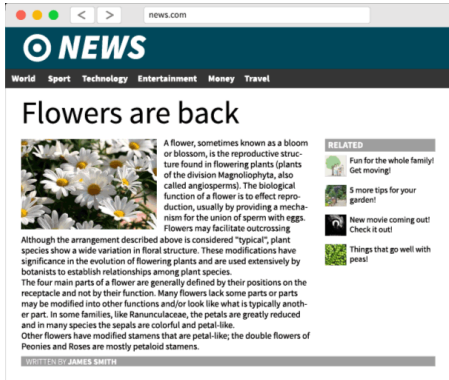 news.com
NEWS
World Sport Technology Entertainment Money Travel
Flowers are back
A flower, sometimes known as a bloom
or blossom, is the reproductive struc-
ture found in flowering plants (plants
of the division Magnoliophyta, also
called angiosperms). The biological
function of a flower is to effect repro-
duction, usually by providing a mecha-
nism for the union of sperm with eggs.
Flowers may facilitate outcrossing
Although the arrangement described above is considered "typical", plant
species show a wide variation in floral structure. These modifications have
significance in the evolution of flowering plants and are used extensively by
botanists to establish relationships among plant species.
The four main parts of a flower are generally defined by their positions on the
receptacle and not by their function. Many flowers lack some parts or parts
may be modified into other functions and/or look like what is typically anoth-
er part. In some families, like Ranunculaceae, the petals are greatly reduced
and in many species the sepals are colorful and petal-like.
Other flowers have modified stamens that are petal-like; the double flowers of
Peonies and Roses are mostly petaloid stamens.
WRITTEN BY JAMES SMITH
RELATED
Fun for the whole family!
Get moving!
5 more tips for your
garden!
New movie coming out!
Check it out!
Things that go well with
peas!